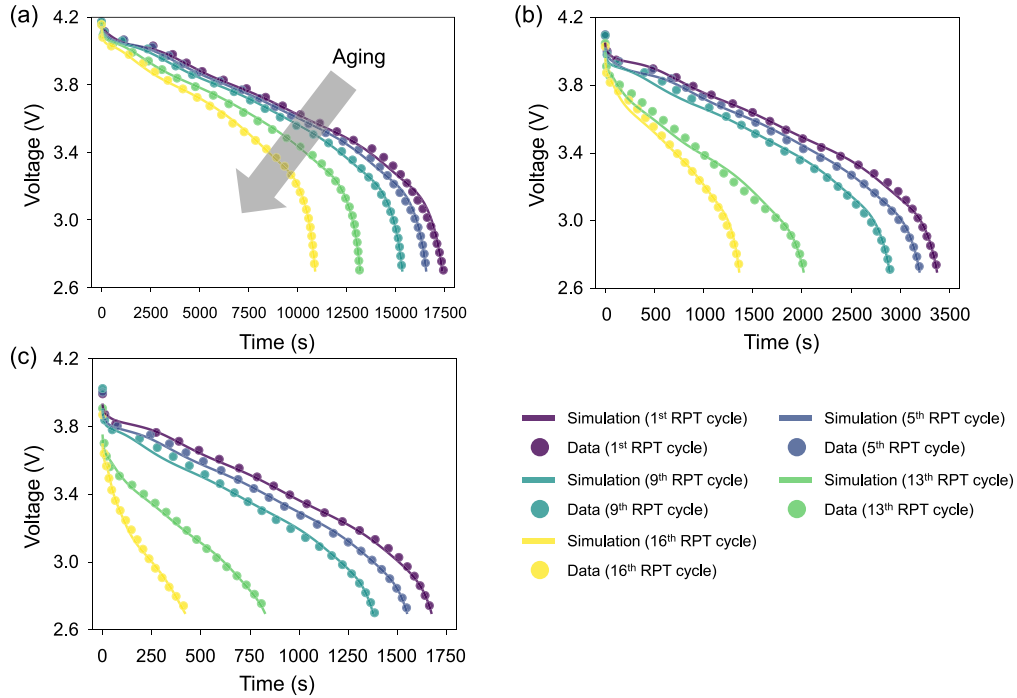 (a)
4.2
3.8
3.4
3.0
2.6
Voltage (V)
Aging
0 2500 5000 7500 10000 12500 15000 17500
Time (s)
(b)
4.2
3.8
3.4
3.0
2.6
Voltage (V)
0 500 1000 1500 2000 2500 3000 3500
Time (s)
(c)
4.2
3.8
3.4
3.0
2.6
Voltage (V)
0 250 500 750 1000 1250 1500 1750
Time (s)
Simulation (1st RPT cycle)
Data (1st RPT cycle)
Simulation (9th RPT cycle)
Data (9th RPT cycle)
Simulation (16th RPT cycle)
Data (16th RPT cycle)
Simulation (5th RPT cycle)
Data (5th RPT cycle)
Simulation (13th RPT cycle)
Data (13th RPT cycle)